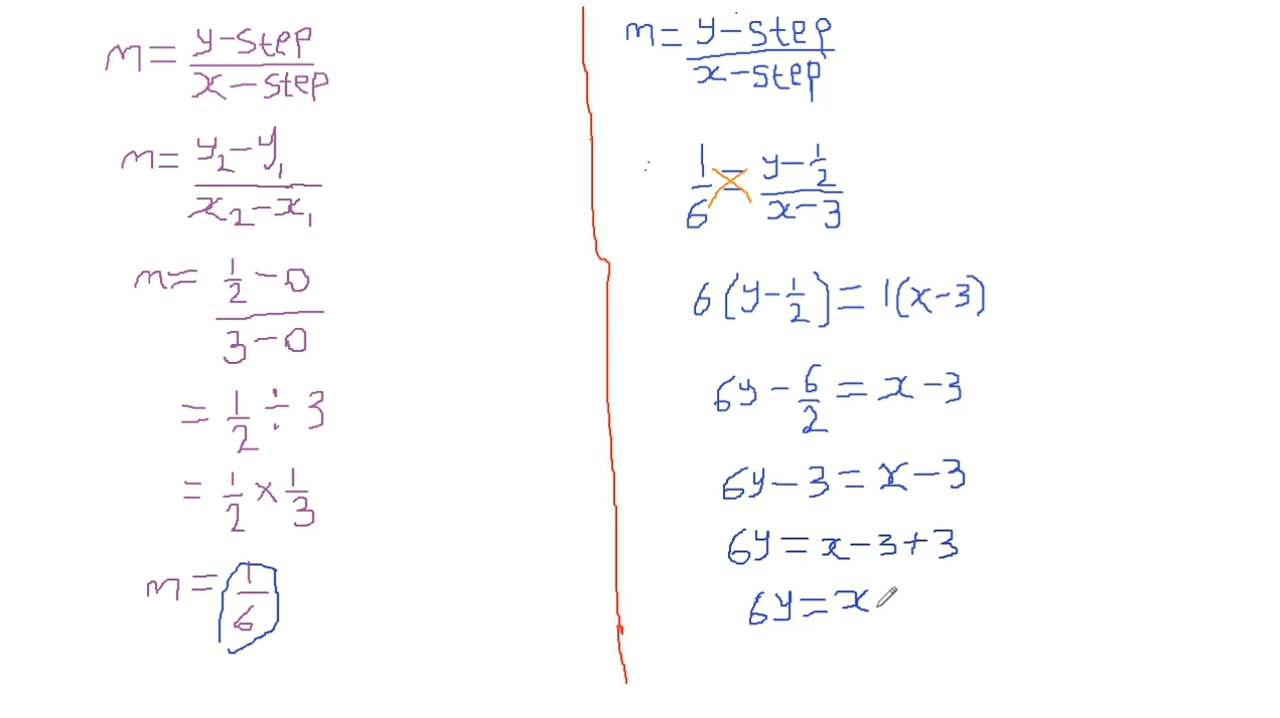 m = y-step / x-step
m = y₂ - y₁ / x₂ - x₁
m = 1/2 - 0 / 3 - 0
= 1/2 ÷ 3
= 1/2 × 1/3
m = 1/6
m = y-step / x-step
1/6 = y - 1/2 / x - 3
6(y - 1/2) = 1(x - 3)
6y - 6/2 = x - 3
6y - 3 = x - 3
6y = x - 3 + 3
6y = x